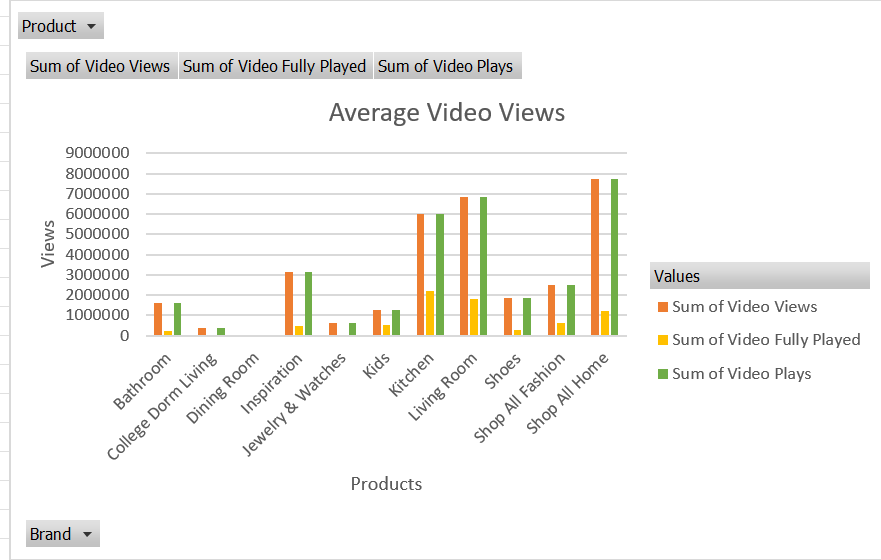 Product
Sum of Video Views Sum of Video Fully Played Sum of Video Plays
Average Video Views
9000000
8000000
7000000
6000000
5000000
4000000
3000000
2000000
1000000
0
Views
Bathroom
College Dorm Living
Dining Room
Inspiration
Jewelry & Watches
Kids
Kitchen
Living Room
Shoes
Shop All Fashion
Shop All Home
Products
Values
Sum of Video Views
Sum of Video Fully Played
Sum of Video Plays
Brand